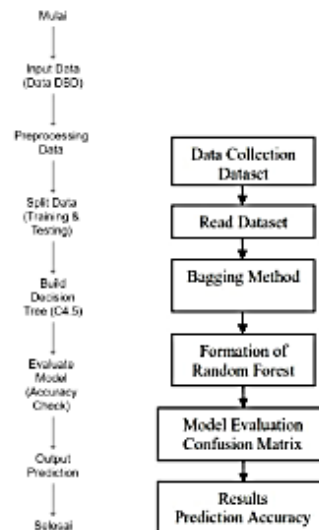 Mulai
Input Data
(Data DBD)
Preprocessing
Data
Split Data
(Training &
Testing)
Build
Decision
Tree (C4.5)
Evaluate
Model
(Accuracy
Check)
Output
Prediction
Selesai
Data Collection
Dataset
Read Dataset
Bagging Method
Formation of
Random Forest
Model Evaluation
Confusion Matrix
Results
Prediction Accuracy